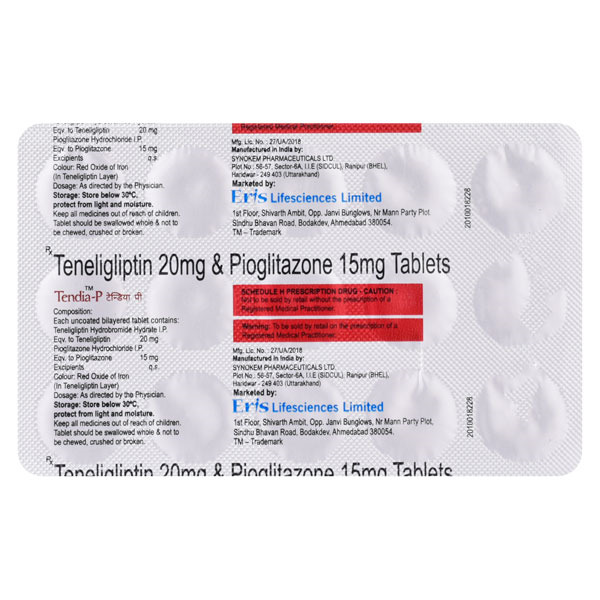 Eqv. to Teneligliptin 20 mg
Pioglitazone Hydrochloride I.P.
Eqv. to Pioglitazone 15 mg
Excipients q.s.
Colour: Red Oxide of Iron
(In Teneligliptin Layer)
Dosage: As directed by the Physician.
Storage: Store below 30ºC,
protect from light and moisture.
Keep all medicines out of reach of children.
Tablet should be swallowed whole and not to
be chewed, crushed or broken.
Registered Medical Practitioner.
Mfg. Lic. No. : 27/UA/2018
Manufactured in India by:
SYNOKEM PHARMACEUTICALS LTD.
Plot No.: 56-57, Sector-6A, I.I.E (SIDCUL), Ranipur (BHEL),
Haridwar - 249 403 (Uttarakhand)
Marketed by:
Eris Lifesciences Limited
1st Floor, Shivarth Ambit, Opp. Janvi Bunglows, Nr Mann Party Plot,
Sindhu Bhavan Road, Bodakdev, Ahmedabad 380054.
TM – Trademark
2010018228
Rx
Teneligliptin 20mg & Pioglitazone 15mg Tablets
Tendia-P™ टेन्डिया पी
Composition:
Each uncoated bilayered tablet contains:
Teneligliptin Hydrobromide Hydrate I.P.
Eqv. to Teneligliptin 20 mg
Pioglitazone Hydrochloride I.P.
Eqv. to Pioglitazone 15 mg
Excipients q.s.
Colour: Red Oxide of Iron
(In Teneligliptin Layer)
Dosage: As directed by the Physician.
Storage: Store below 30ºC,
protect from light and moisture.
Keep all medicines out of reach of children.
Tablet should be swallowed whole and not to
be chewed, crushed or broken.
SCHEDULE H PRESCRIPTION DRUG - CAUTION
Not to be sold by retail without the prescription of a
Registered Medical Practitioner.
Warning: To be sold by retail on the prescription of a
Registered Medical Practitioner.
Mfg. Lic. No. : 27/UA/2018
Manufactured in India by:
SYNOKEM PHARMACEUTICALS LTD.
Plot No.: 56-57, Sector-6A, I.I.E (SIDCUL), Ranipur (BHEL),
Haridwar - 249 403 (Uttarakhand)
Marketed by:
Eris Lifesciences Limited
1st Floor, Shivarth Ambit, Opp. Janvi Bunglows, Nr Mann Party Plot,
Sindhu Bhavan Road, Bodakdev, Ahmedabad 380054.
TM – Trademark
2010018228
Rx
Teneligliptin 20mg & Pioglitazone 15mg Tablets